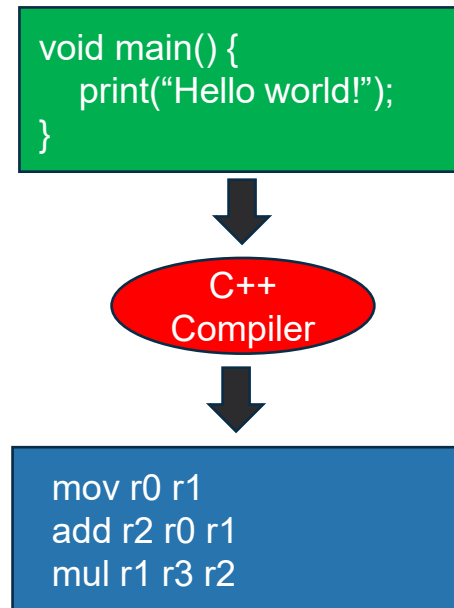 void main() {
print(“Hello world!”);
}
C++
Compiler
mov r0 r1
add r2 r0 r1
mul r1 r3 r2